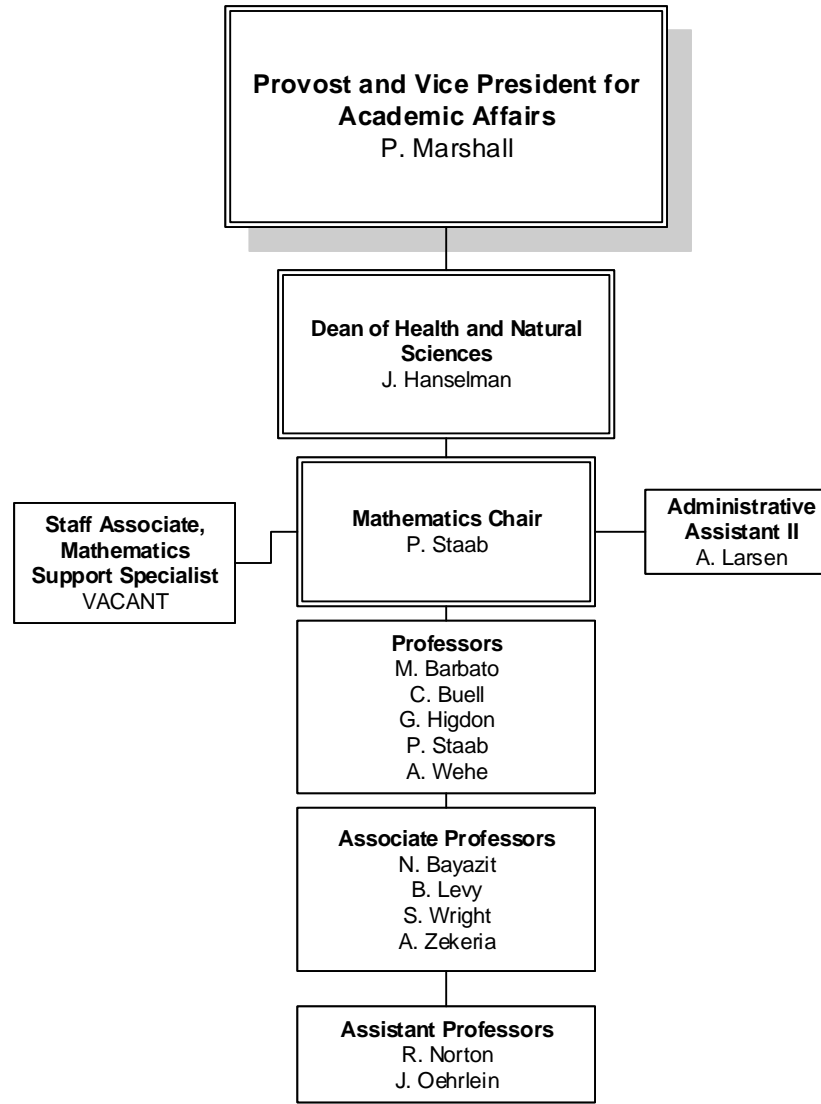 Provost and Vice President for
Academic Affairs
P. Marshall
Dean of Health and Natural
Sciences
J. Hanselman
Mathematics Chair
P. Staab
Staff Associate,
Mathematics
Support Specialist
VACANT
Administrative
Assistant II
A. Larsen
Professors
M. Barbato
C. Buell
G. Higdon
P. Staab
A. Wehe
Associate Professors
N. Bayazit
B. Levy
S. Wright
A. Zekeria
Assistant Professors
R. Norton
J. Oehrlein